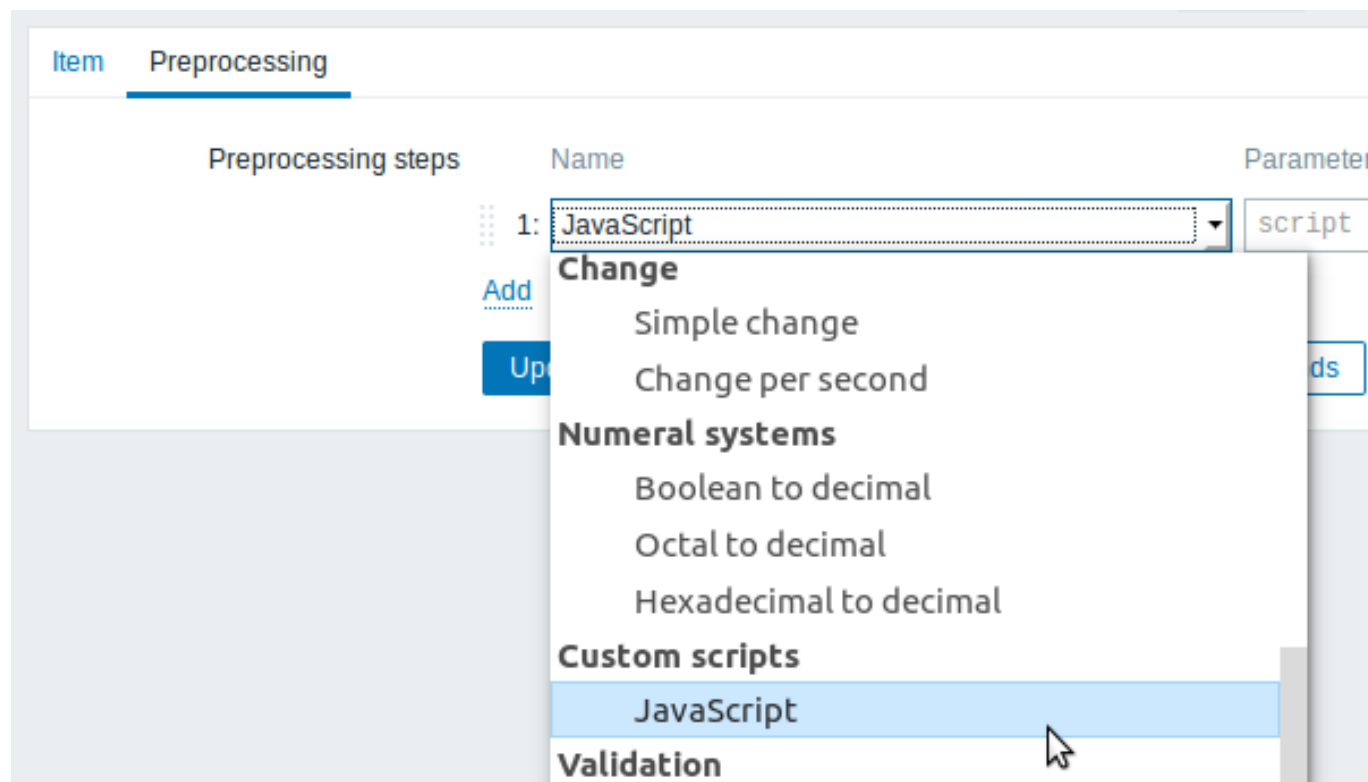 Item Preprocessing
Preprocessing steps Name Parameter
1: JavaScript script
Change
Add
Simple change
Change per second
Numeral systems
Boolean to decimal
Octal to decimal
Hexadecimal to decimal
Custom scripts
JavaScript
Validation